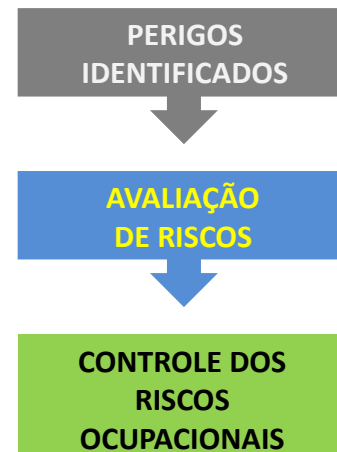 PERIGOS
IDENTIFICADOS
AVALIAÇÃO
DE RISCOS
CONTROLE DOS
RISCOS
OCUPACIONAIS